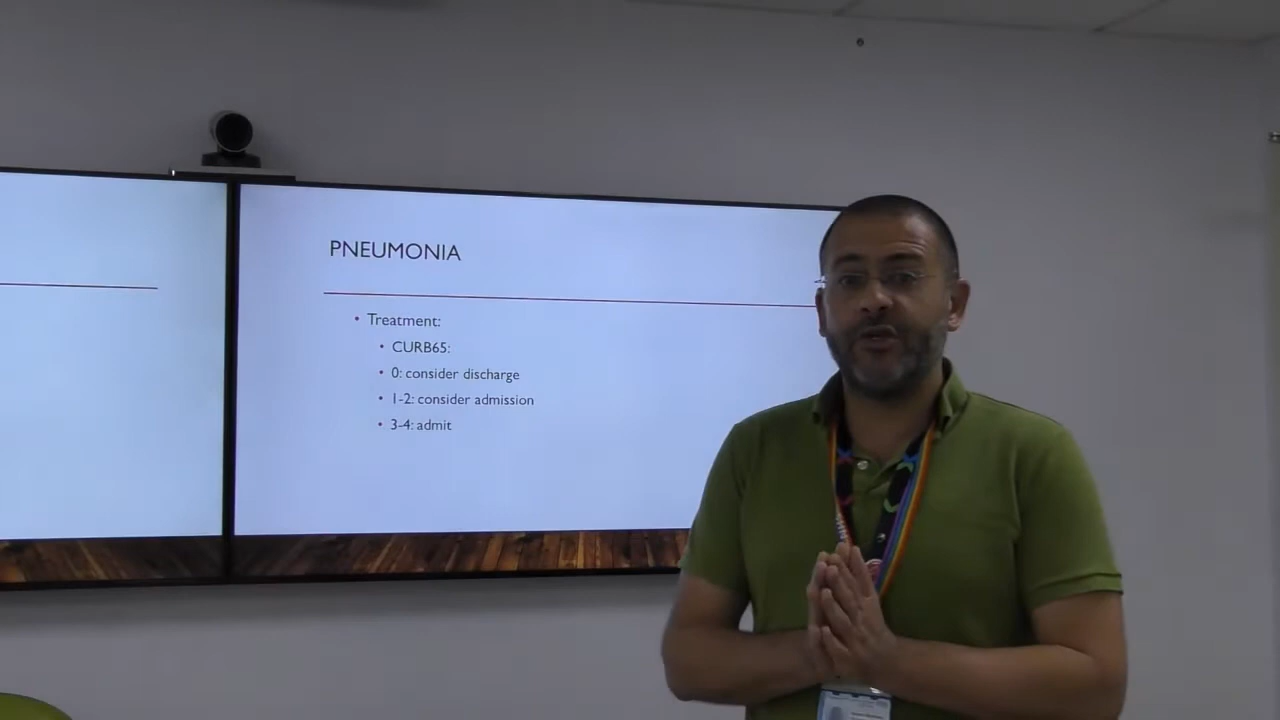 PNEUMONIA
• Treatment:
• CURB65:
• 0: consider discharge
• 1-2: consider admission
• 3-4: admit